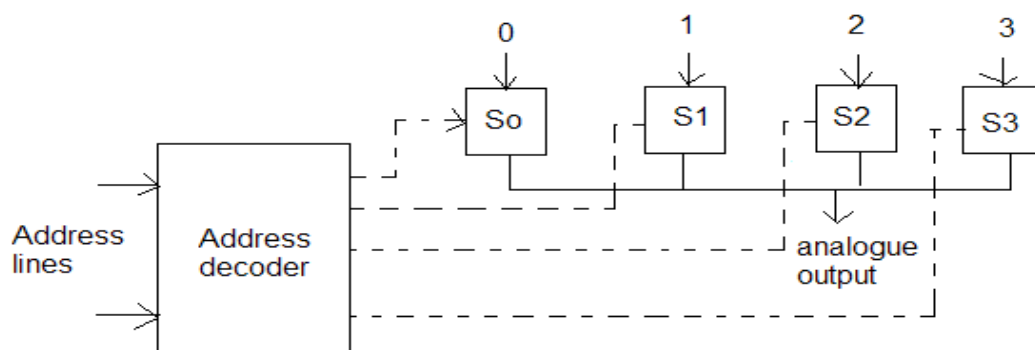 0
1
2
3
So
S1
S2
S3
Address
lines
Address
decoder
analogue
output